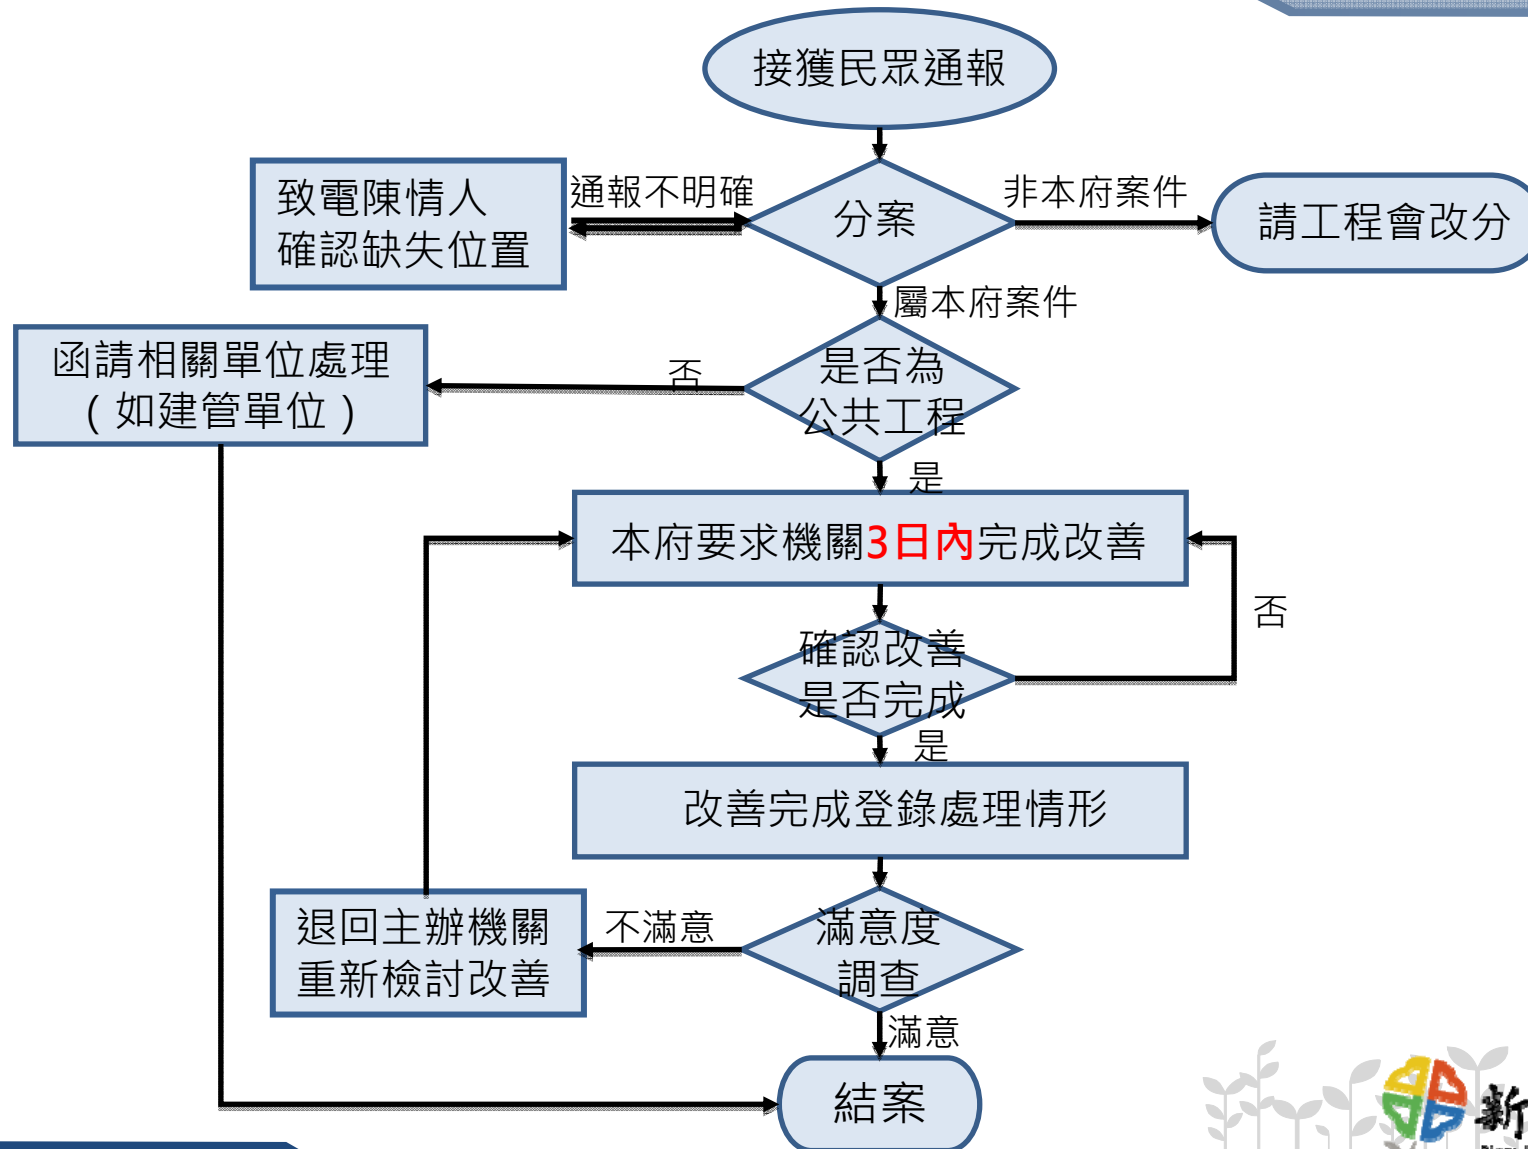 接獲民眾通報
致電陳情人
確認缺失位置
通報不明確
分案
非本府案件
請工程會改分
屬本府案件
函請相關單位處理
(如建管單位)
否
是否為
公共工程
是
本府要求機關3日內完成改善
否
確認改善
是否完成
是
改善完成登錄處理情形
退回主辦機關
重新檢討改善
不滿意
滿意度
調查
滿意
結案
新